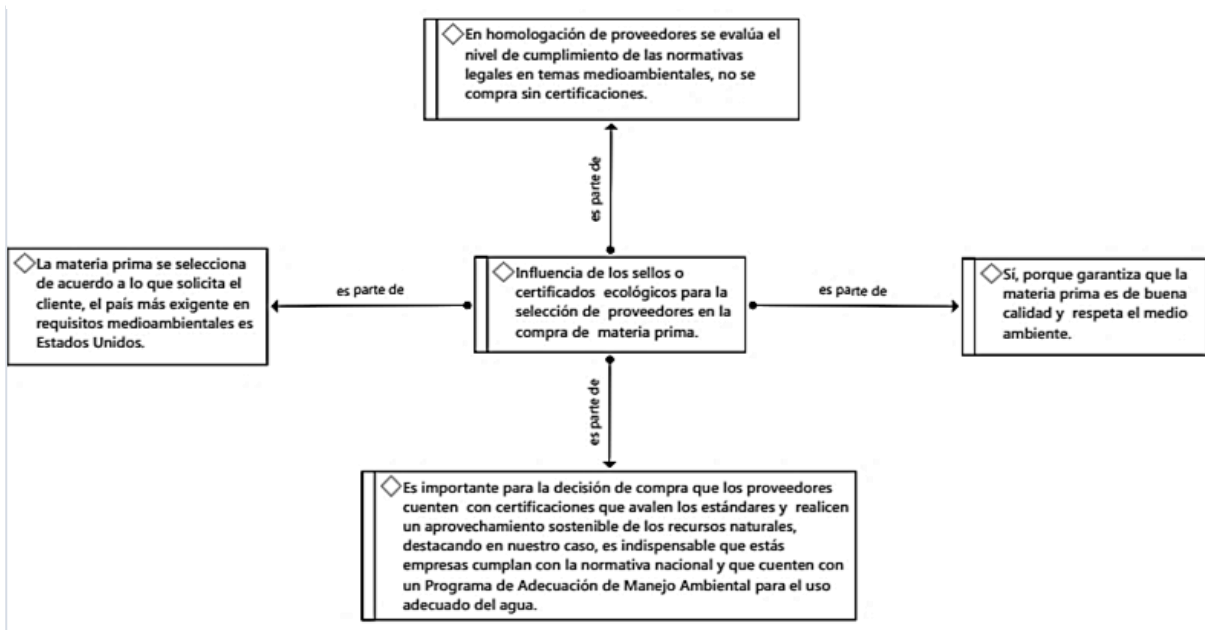 En homologación de proveedores se evalúa el
nivel de cumplimiento de las normativas
legales en temas medioambientales, no se
compra sin certificaciones.
es parte de
La materia prima se selecciona
de acuerdo a lo que solicita el
cliente, el país más exigente en
requisitos medioambientales es
Estados Unidos.
es parte de
Influencia de los sellos o
certificados ecológicos para la
selección de proveedores en la
compra de materia prima.
es parte de
Sí, porque garantiza que la
materia prima es de buena
calidad y respeta el medio
ambiente.
es parte de
Es importante para la decisión de compra que los proveedores
cuenten con certificaciones que avalen los estándares y realicen
un aprovechamiento sostenible de los recursos naturales,
destacando en nuestro caso, es indispensable que estás
empresas cumplan con la normativa nacional y que cuenten con
un Programa de Adecuación de Manejo Ambiental para el uso
adecuado del agua.